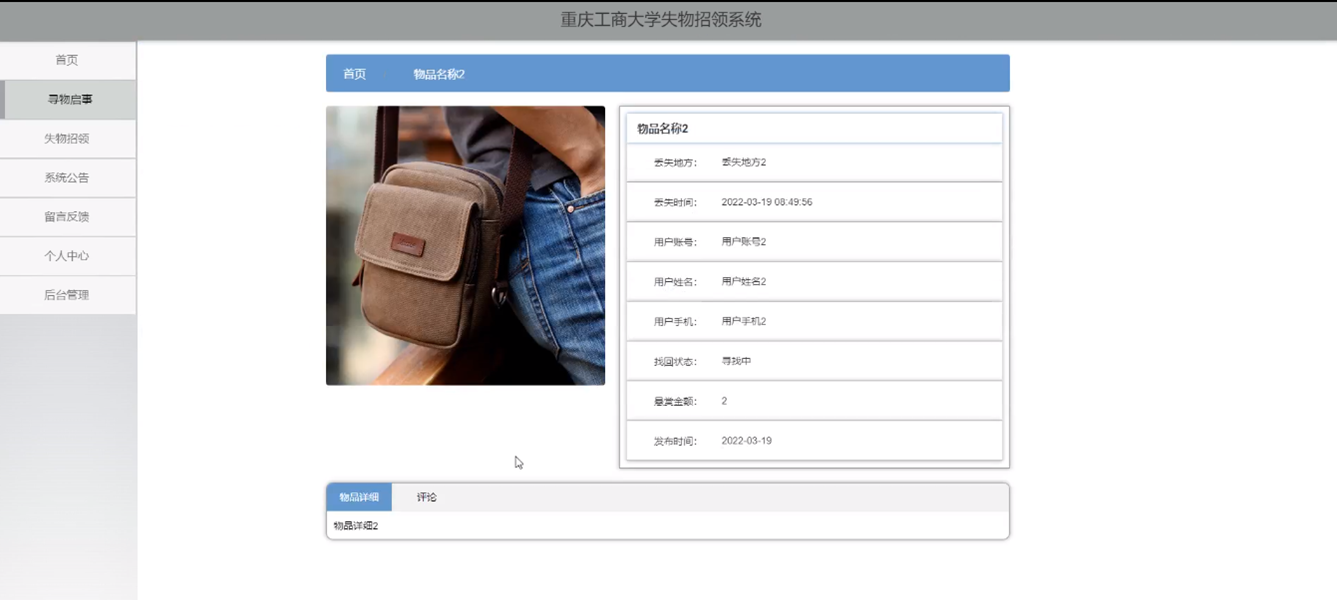 重庆工商大学失物招领系统
首页
寻物启事
失物招领
系统公告
留言反馈
个人中心
后台管理
首页 物品名称2
物品名称2
丢失地方: 丢失地方2
丢失时间: 2022-03-19 08:49:56
用户账号: 用户账号2
用户姓名: 用户姓名2
用户手机: 用户手机2
找回状态: 寻找中
悬赏金额: 2
发布时间: 2022-03-19
物品详细 评论
物品详细2